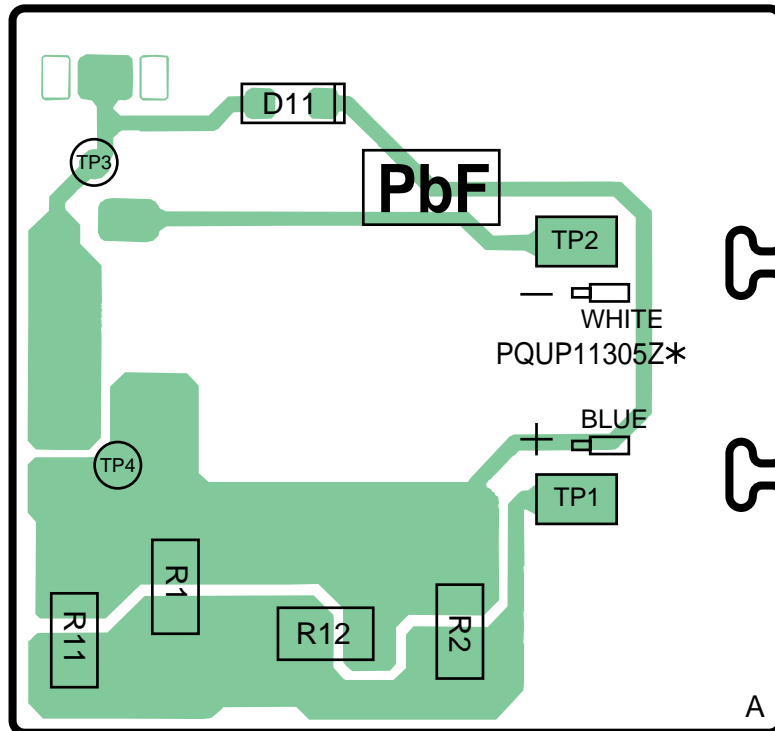 D11
TP3
PbF
TP2
−
WHITE
PQUP11305Z*
BLUE
+
TP4
TP1
R1
R11
R12
R2
A